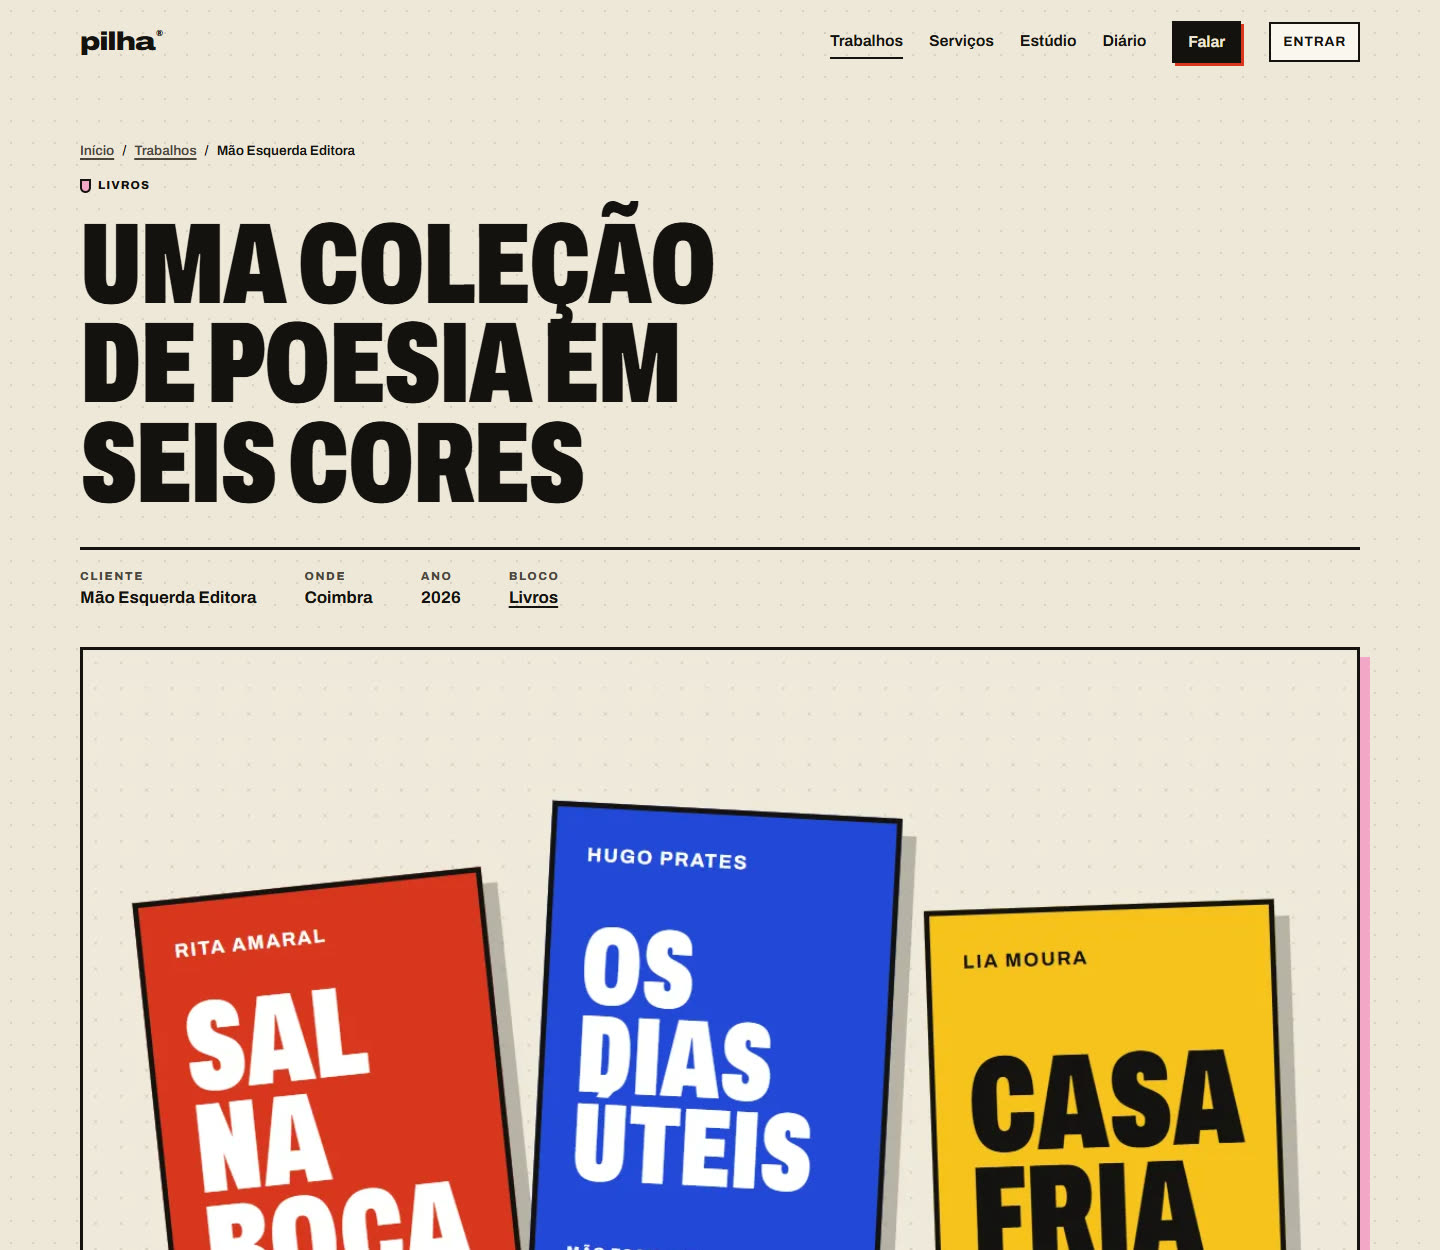 pilha®
Trabalhos Serviços Estúdio Diário Falar ENTRAR
Início / Trabalhos / Mão Esquerda Editora
LIVROS
UMA COLEÇÃO
DE POESIA EM
SEIS CORES
CLIENTE
Mão Esquerda Editora
ONDE
Coimbra
ANO
2026
BLOCO
Livros
RITA AMARAL
SAL
NA
BOCA
HUGO PRATES
OS
DIAS
ÚTEIS
LIA MOURA
CASA
FRIA